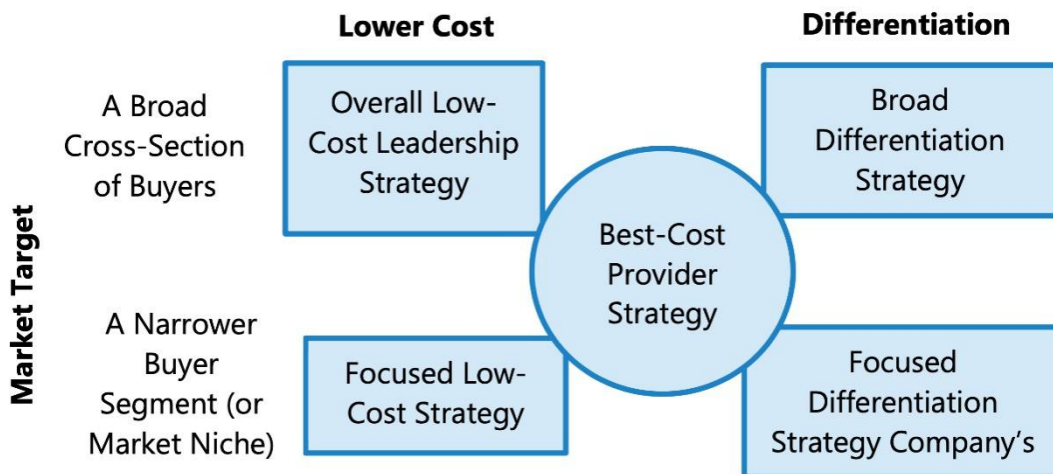 Lower Cost
Differentiation
Market Target
A Broad
Cross-Section
of Buyers
Overall Low-
Cost Leadership
Strategy
Broad
Differentiation
Strategy
Best-Cost
Provider
Strategy
A Narrower
Buyer
Segment (or
Market Niche)
Focused Low-
Cost Strategy
Focused
Differentiation
Strategy Company’s